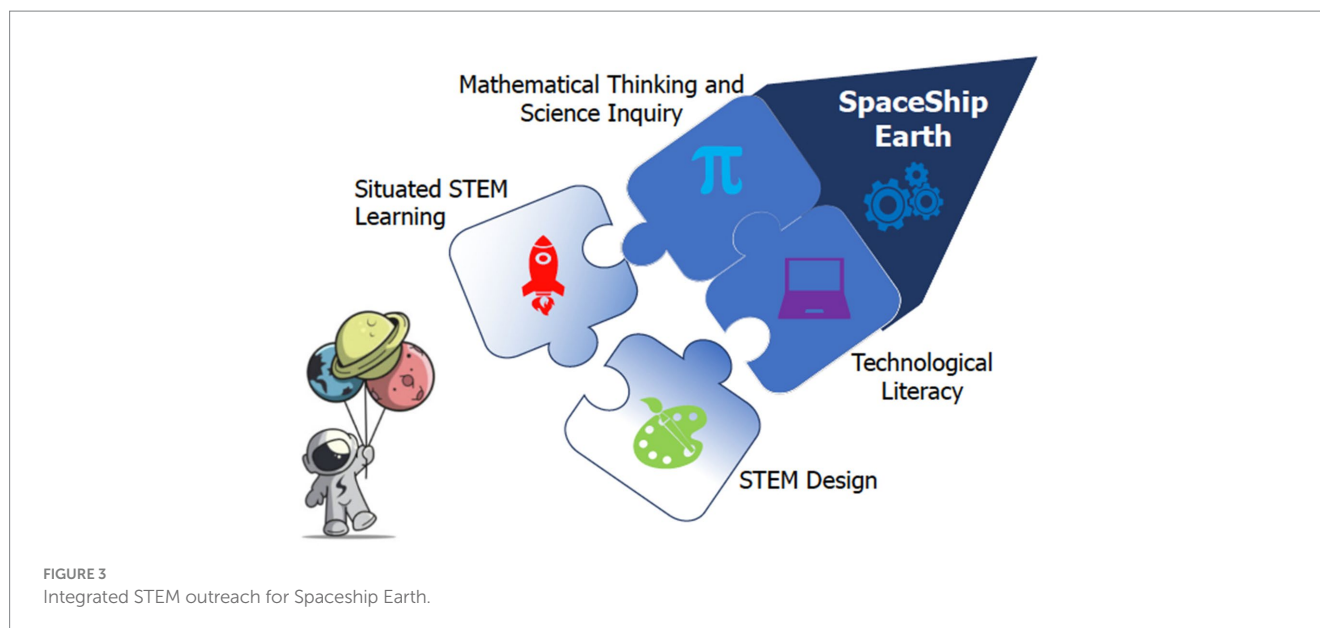 Mathematical Thinking and
Science Inquiry
SpaceShip
Earth
π
Situated STEM
Learning
Technological
Literacy
STEM Design
FIGURE 3
Integrated STEM outreach for Spaceship Earth.